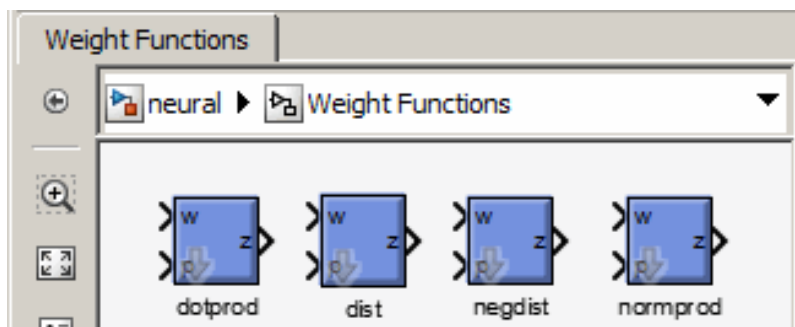 Weight Functions
neural Weight Functions
w z p w z p w z p w z p
dotprod dist negdist normprod